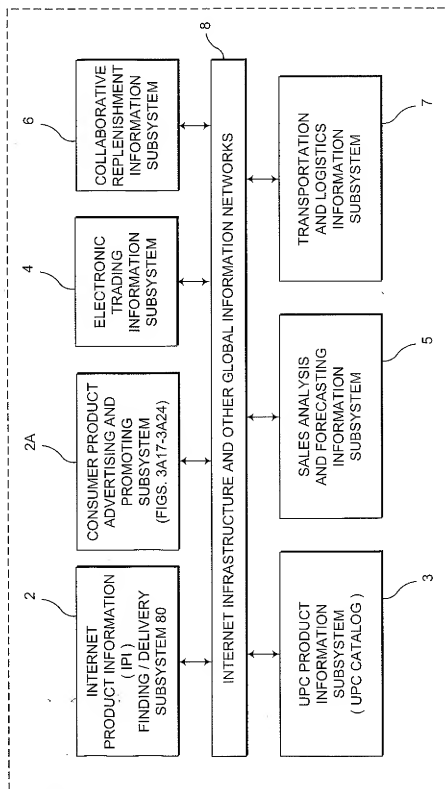 2
INTERNET
PRODUCT INFORMATION
( IPI )
FINDING / DELIVERY
SUBSYSTEM 80
2A
CONSUMER PRODUCT
ADVERTISING AND
PROMOTING
SUBSYSTEM
(FIGS. 3A17-3A24)
4
ELECTRONIC
TRADING
INFORMATION
SUBSYSTEM
6
COLLABORATIVE
REPLENISHMENT
INFORMATION
SUBSYSTEM
8
INTERNET INFRASTRUCTURE AND OTHER GLOBAL INFORMATION NETWORKS
UPC PRODUCT
INFORMATION
SUBSYSTEM
( UPC CATALOG )
3
SALES ANALYSIS
AND FORECASTING
INFORMATION
SUBSYSTEM
5
TRANSPORTATION
AND LOGISTICS
INFORMATION
SUBSYSTEM
7